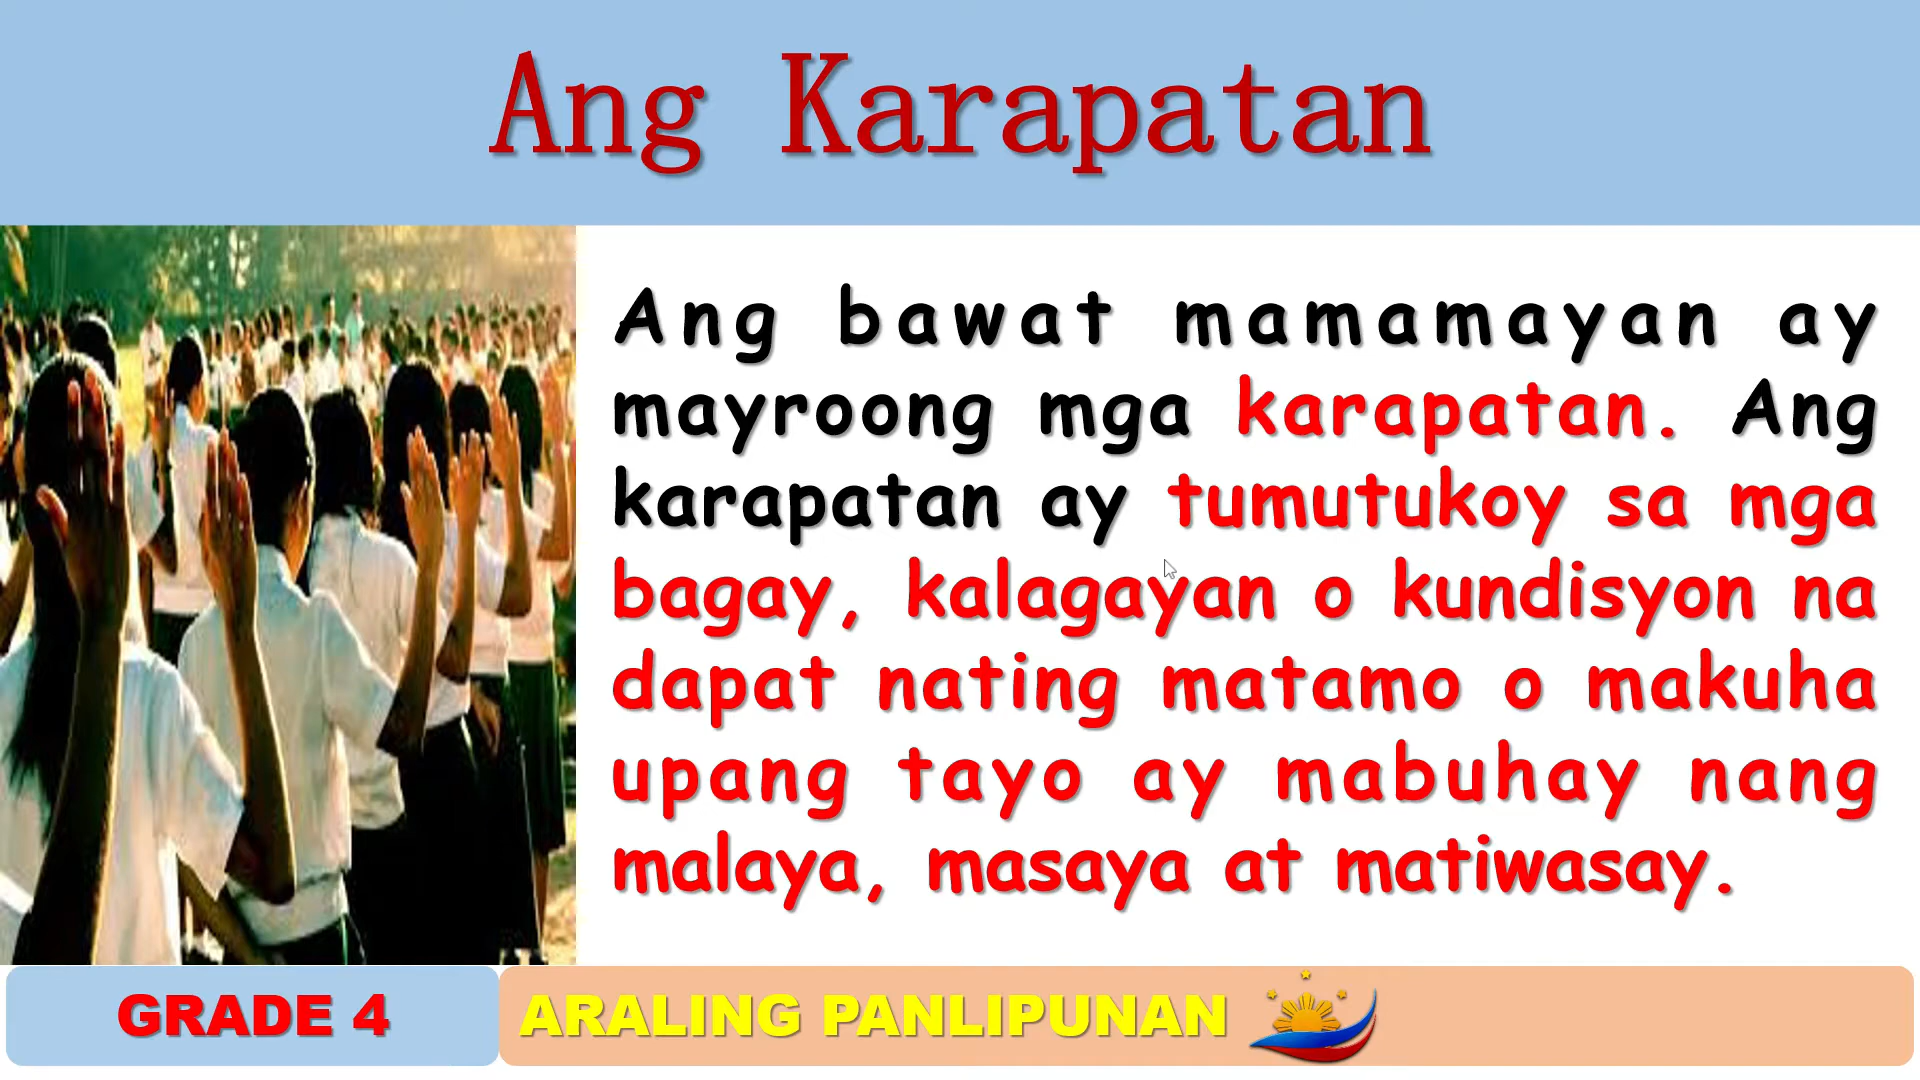 Ang Karapatan
Ang bawat mamamayan ay
mayroong mga karapatan. Ang
karapatan ay tumutukoy sa mga
bagay, kalagayan o kundisyon na
dapat nating matamo o makuha
upang tayo ay mabuhay nang
malaya, masaya at matiwasay.
GRADE 4
ARALING PANLIPUNAN